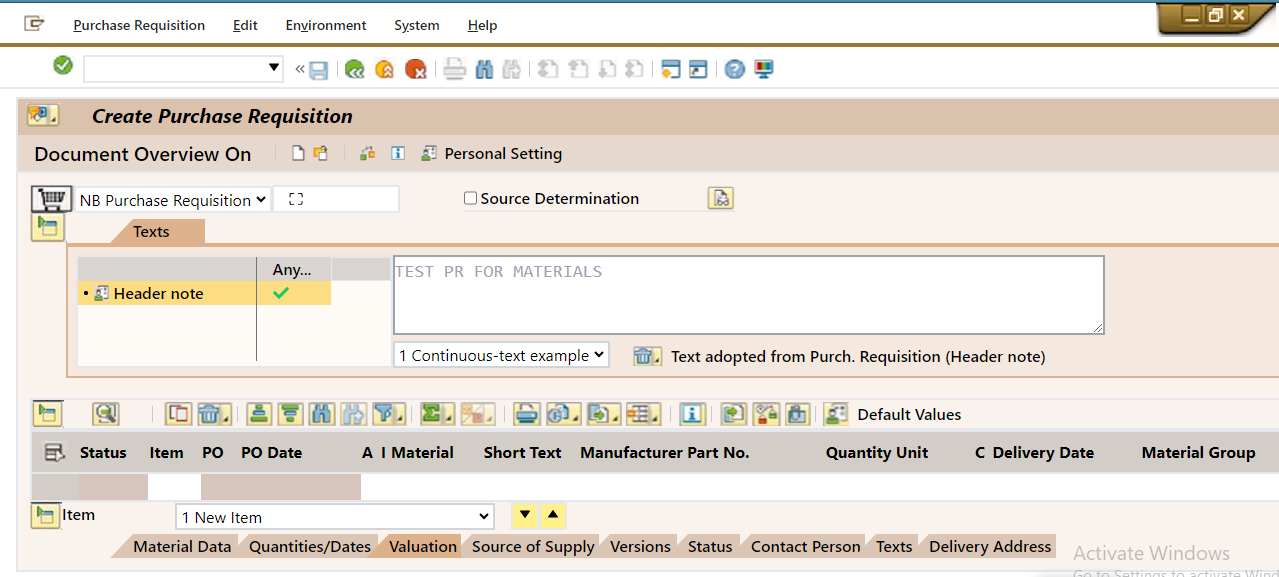 Purchase Requisition Edit Environment System Help
Create Purchase Requisition
Document Overview On Personal Setting
NB Purchase Requisition Source Determination
Texts
Any...
Header note
TEST PR FOR MATERIALS
1 Continuous-text example Text adopted from Purch. Requisition (Header note)
Default Values
Status Item PO PO Date A I Material Short Text Manufacturer Part No. Quantity Unit C Delivery Date Material Group
Item 1 New Item
Material Data Quantities/Dates Valuation Source of Supply Versions Status Contact Person Texts Delivery Address
Activate Windows
Go to Settings to activate Wind